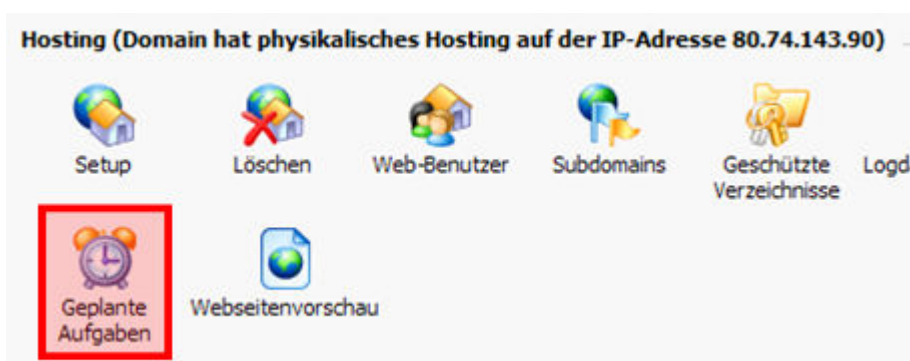 Hosting (Domain hat physikalisches Hosting auf der IP-Adresse 80.74.143.90)
Setup
Löschen
Web-Benutzer
Subdomains
Geschützte
Verzeichnisse
Logd
Geplante
Aufgaben
Webseitenvorschau